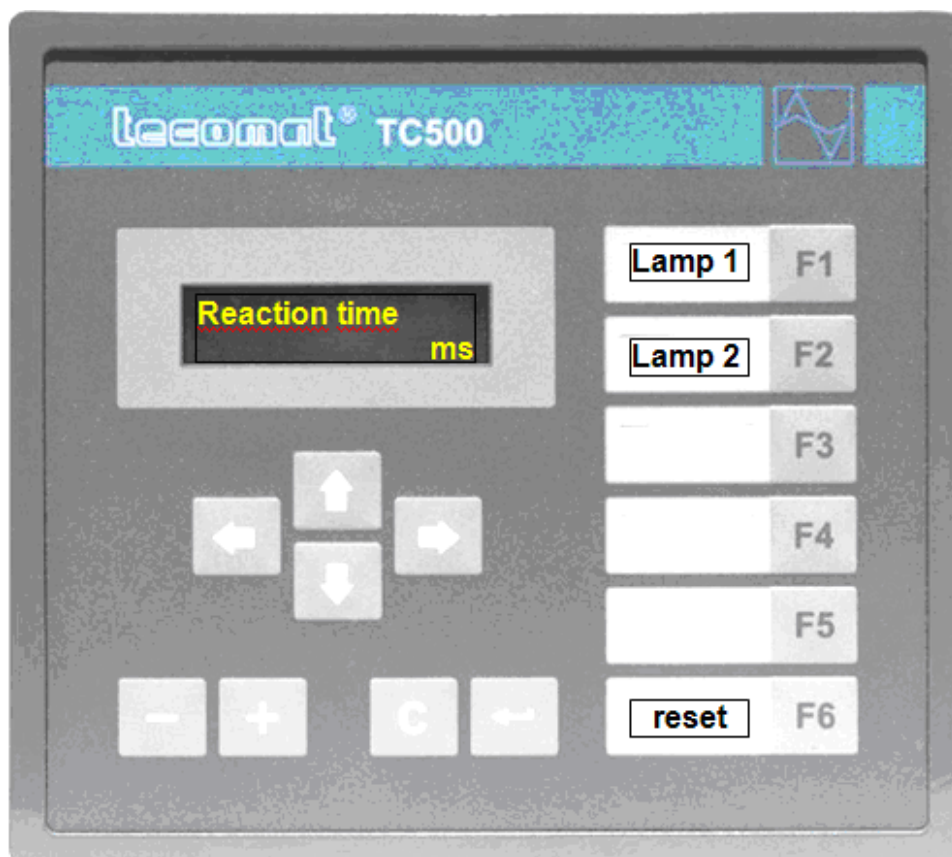 tecomat® TC500
Reaction time
ms
Lamp 1 F1
Lamp 2 F2
F3
F4
F5
reset F6
- + C